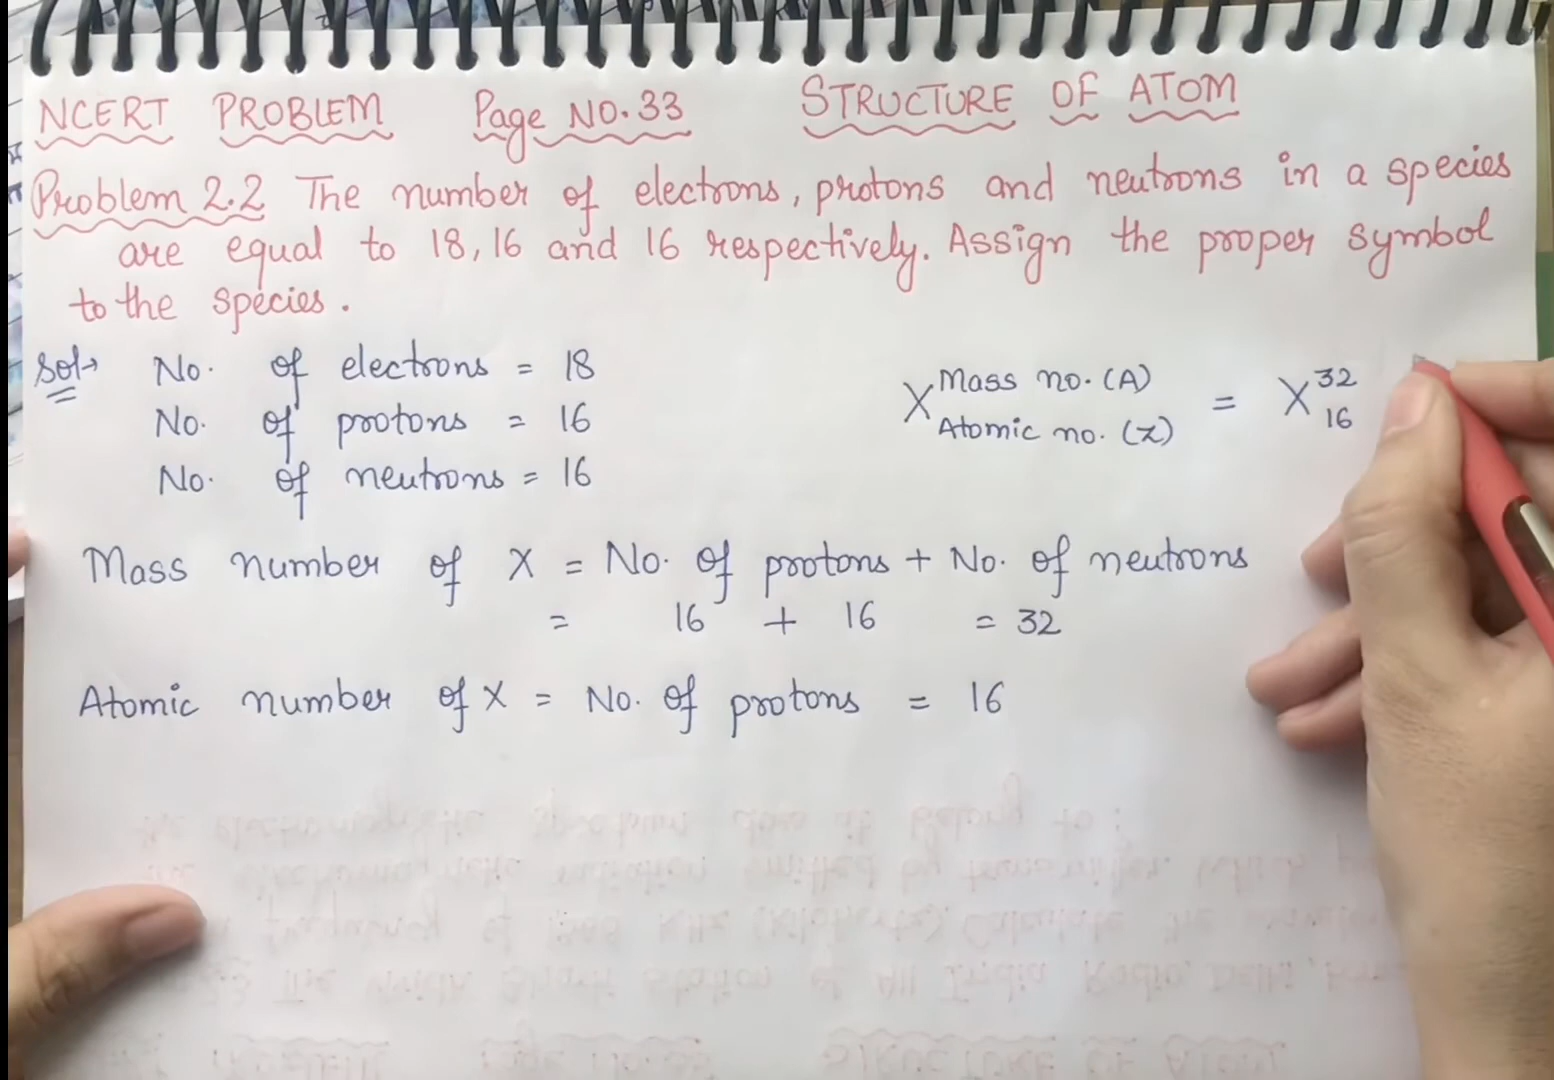 NCERT PROBLEM Page NO.33 STRUCTURE OF ATOM
Problem 2.2 The number of electrons, protons and neutrons in a species
are equal to 18, 16 and 16 respectively. Assign the proper symbol
to the species.
Sol→ No. of electrons = 18
No. of protons = 16
No. of neutrons = 16
X Mass no. (A) Atomic no. (Z) = X 32 16
Mass number of X = No. of protons + No. of neutrons
= 16 + 16 = 32
Atomic number of X = No. of protons = 16